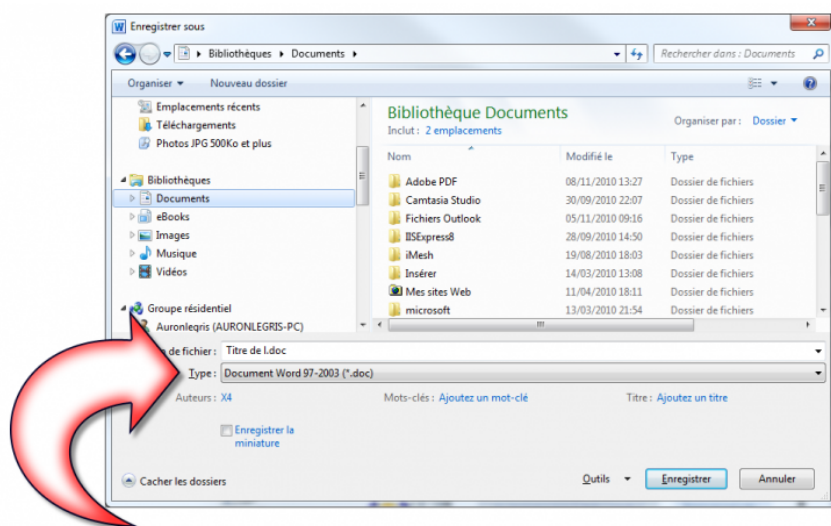 Enregistrer sous
Bibliothèques Documents
Rechercher dans : Documents
Organiser Nouveau dossier
Emplacements récents
Téléchargements
Photos JPG 500Ko et plus
Bibliothèques
Documents
eBooks
Images
Musique
Vidéos
Groupe résidentiel
Auronlegris (AURONLEGRIS-PC)
Bibliothèque Documents
Inclut : 2 emplacements
Organiser par : Dossier
Nom Modifié le Type
Adobe PDF 08/11/2010 13:27 Dossier de fichiers
Camtasia Studio 30/09/2010 22:07 Dossier de fichiers
Fichiers Outlook 05/11/2010 09:16 Dossier de fichiers
IISExpress8 28/09/2010 14:50 Dossier de fichiers
iMesh 19/08/2010 18:03 Dossier de fichiers
Insérer 14/03/2010 13:08 Dossier de fichiers
Mes sites Web 11/04/2010 18:11 Dossier de fichiers
microsoft 13/03/2010 21:54 Dossier de fichiers
de fichier : Titre de l.doc
Type : Document Word 97-2003 (*.doc)
Auteurs : X4 Mots-clés : Ajoutez un mot-clé Titre : Ajoutez un titre
Enregistrer la
miniature
Cacher les dossiers Outils Enregistrer Annuler